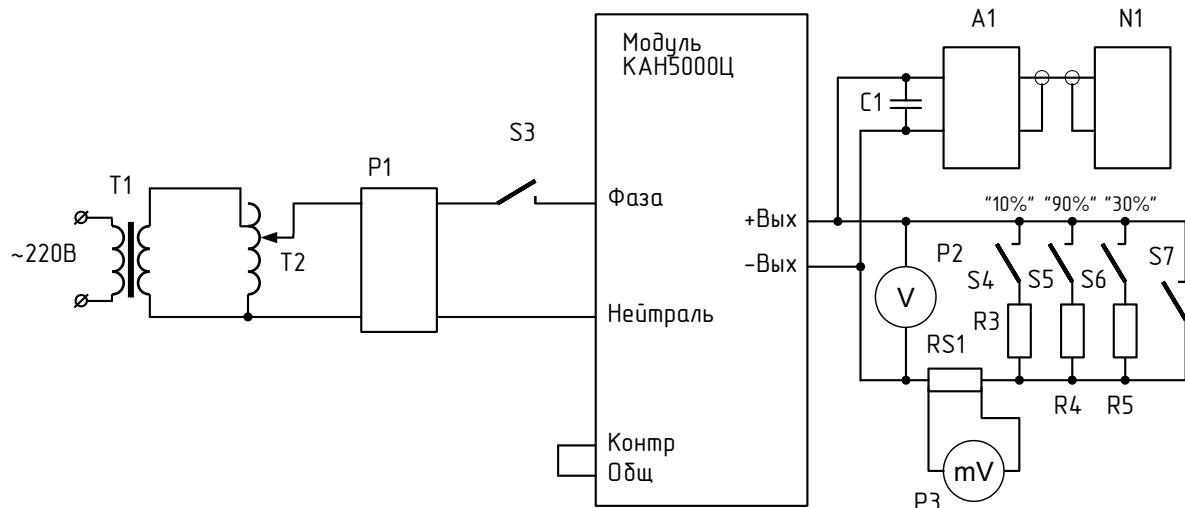 Модуль
КАН5000Ц
A1
N1
C1
S3
P1
T1
Фаза
"10%"
"90%"
"30%"
+Вых
~220В
T2
P2
-Вых
S4
S5
S6
S7
V
Нейтраль
R3
RS1
R4
R5
Контр
Общ
mV
P3